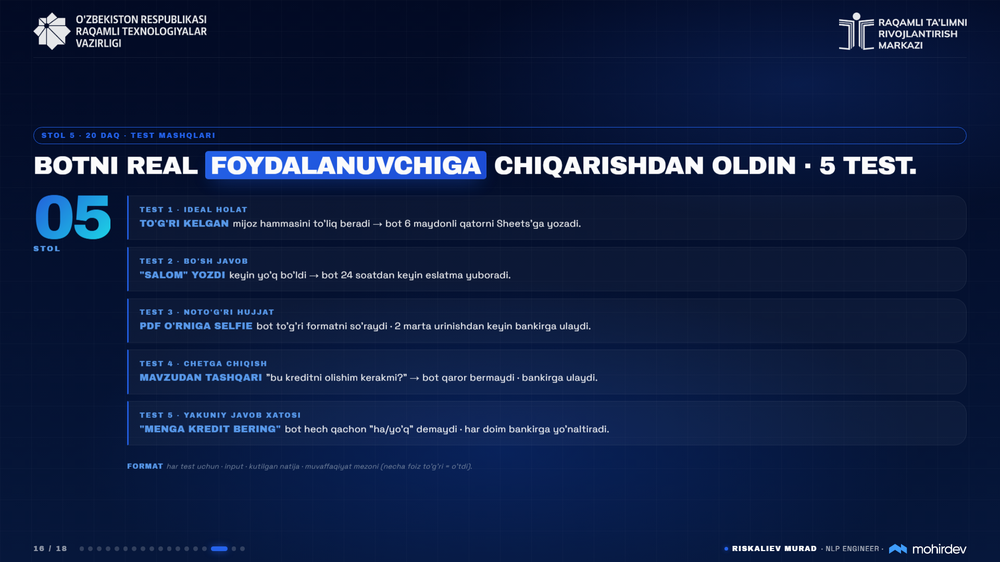 O'ZBEKISTON RESPUBLIKASI
RAQAMLI TEXNOLOGIYALAR
VAZIRLIGI
RAQAMLI TA'LIMNI
RIVOJLANTIRISH
MARKAZI
STOL 5 · 20 DAQ · TEST MASHQLARI
BOTNI REAL FOYDALANUVCHIGA CHIQARISHDAN OLDIN · 5 TEST.
05
STOL
TEST 1 · IDEAL HOLAT
TO'G'RI KELGAN mijoz hammasini to'liq beradi → bot 6 maydonli qatorni Sheets'ga yozadi.
TEST 2 · BO'SH JAVOB
"SALOM" YOZDI keyin yo'q bo'ldi → bot 24 soatdan keyin eslatma yuboradi.
TEST 3 · NOTO'G'RI HUJJAT
PDF O'RNIGA SELFIE bot to'g'ri formatni so'raydi · 2 marta urinishdan keyin bankirga ulaydi.
TEST 4 · CHETGA CHIQISH
MAVZUDAN TASHQARI "bu kreditni olishim kerakmi?" → bot qaror bermaydi · bankirga ulaydi.
TEST 5 · YAKUNIY JAVOB XATOSI
"MENGA KREDIT BERING" bot hech qachon "ha/yo'q" demaydi · har doim bankirga yo'naltiradi.
FORMAT har test uchun · input · kutilgan natija · muvaffaqiyat mezoni (necha foiz to'g'ri = o'tdi).
16 / 18
RISKALIEV MURAD · NLP ENGINEER · mohirdev